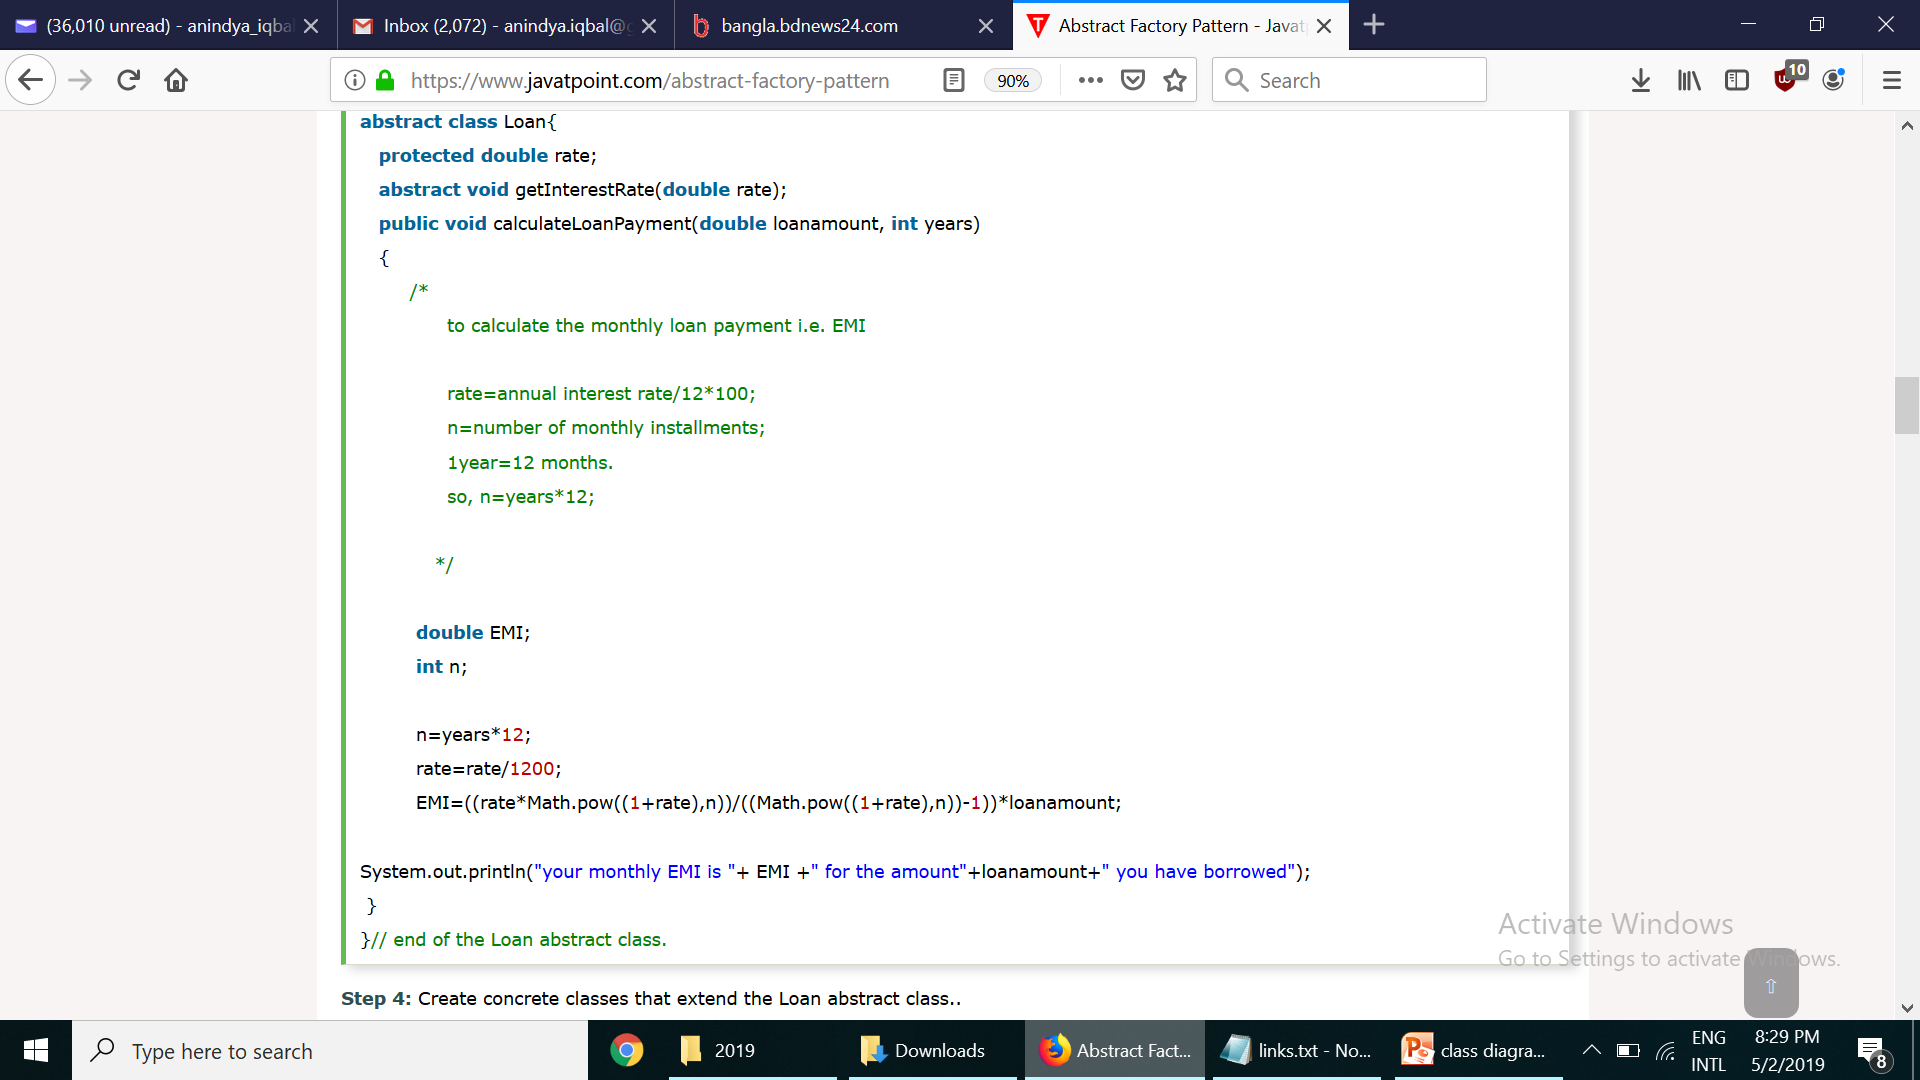 (36,010 unread) - anindya_iqba
Inbox (2,072) - anindya.iqbal@
bangla.bdnews24.com
Abstract Factory Pattern - Javat
https://www.javatpoint.com/abstract-factory-pattern
90%
Search
10
abstract class Loan{
protected double rate;
abstract void getInterestRate(double rate);
public void calculateLoanPayment(double loanamount, int years)
{
/*
to calculate the monthly loan payment i.e. EMI
rate=annual interest rate/12*100;
n=number of monthly installments;
1year=12 months.
so, n=years*12;
*/
double EMI;
int n;
n=years*12;
rate=rate/1200;
EMI=((rate*Math.pow((1+rate),n))/((Math.pow((1+rate),n))-1))*loanamount;
System.out.println("your monthly EMI is "+ EMI +" for the amount"+loanamount+" you have borrowed");
}
}// end of the Loan abstract class.
Activate Windows
Go to Settings to activate Windows.
Step 4: Create concrete classes that extend the Loan abstract class..
Type here to search
2019
Downloads
Abstract Fact...
links.txt - No...
class diagra...
ENG
INTL
8:29 PM
5/2/2019
8